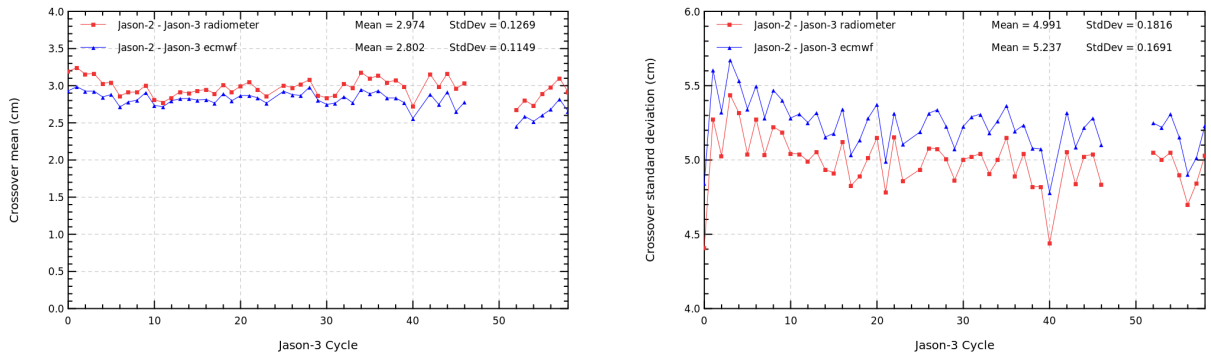 Jason-2 - Jason-3 radiometer Mean = 2.974 StdDev = 0.1269
Jason-2 - Jason-3 ecmwf Mean = 2.802 StdDev = 0.1149
Crossover mean (cm)
4.0
3.5
3.0
2.5
2.0
1.5
1.0
0.5
0.0
0 10 20 30 40 50
Jason-3 Cycle
Jason-2 - Jason-3 radiometer Mean = 4.991 StdDev = 0.1816
Jason-2 - Jason-3 ecmwf Mean = 5.237 StdDev = 0.1691
Crossover standard deviation (cm)
6.0
5.5
5.0
4.5
4.0
0 10 20 30 40 50
Jason-3 Cycle